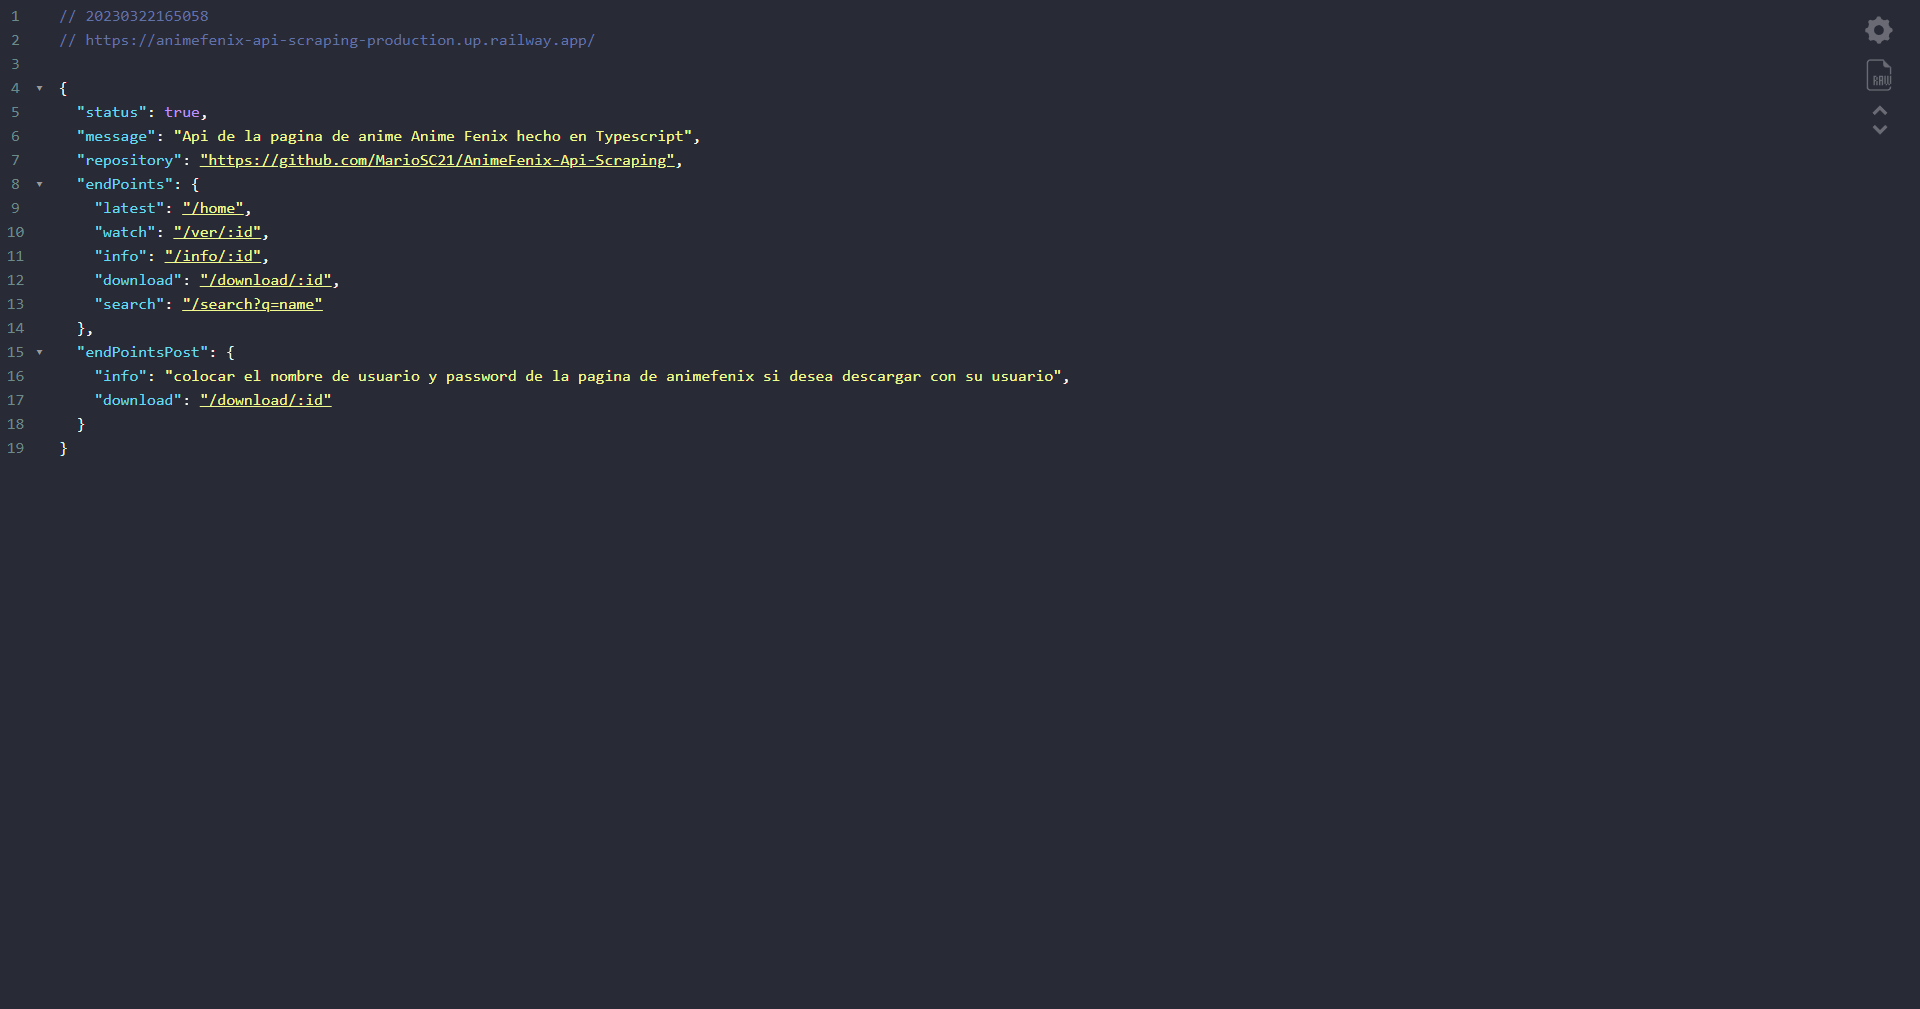 1 // 20230322165058
2 // https://animefenix-api-scraping-production.up.railway.app/
3
4 ▾ {
5 "status": true,
6 "message": "Api de la pagina de anime Anime Fenix hecho en Typescript",
7 "repository": "https://github.com/MarioSC21/AnimeFenix-Api-Scraping",
8 ▾ "endPoints": {
9 "latest": "/home",
10 "watch": "/ver/:id",
11 "info": "/info/:id",
12 "download": "/download/:id",
13 "search": "/search?q=name"
14 },
15 ▾ "endPointsPost": {
16 "info": "colocar el nombre de usuario y password de la pagina de animefenix si desea descargar con su usuario",
17 "download": "/download/:id"
18 }
19 }
RAW